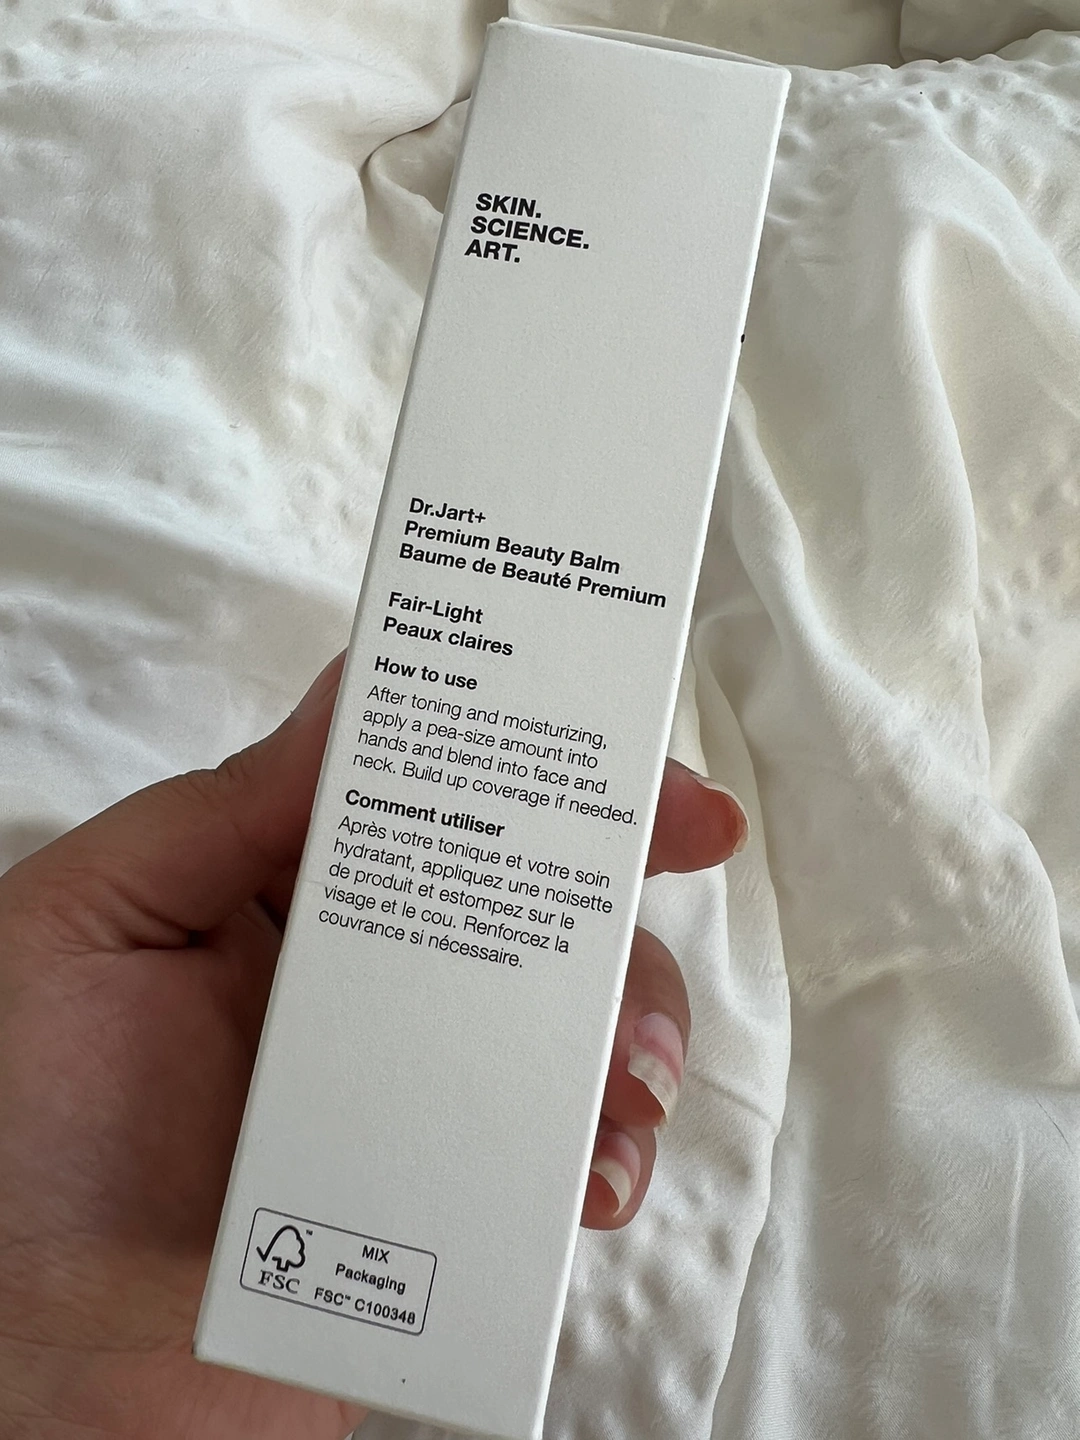 SKIN.
SCIENCE.
ART.
Dr.Jart+
Premium Beauty Balm
Baume de Beauté Premium
Fair-Light
Peaux claires
How to use
After toning and moisturizing,
apply a pea-size amount into
hands and blend into face and
neck. Build up coverage if needed.
Comment utiliser
Après votre tonique et votre soin
hydratant, appliquez une noisette
de produit et estompez sur le
visage et le cou. Renforcez la
couvrance si nécessaire.
FSC™
MIX
Packaging
FSC™ C100348